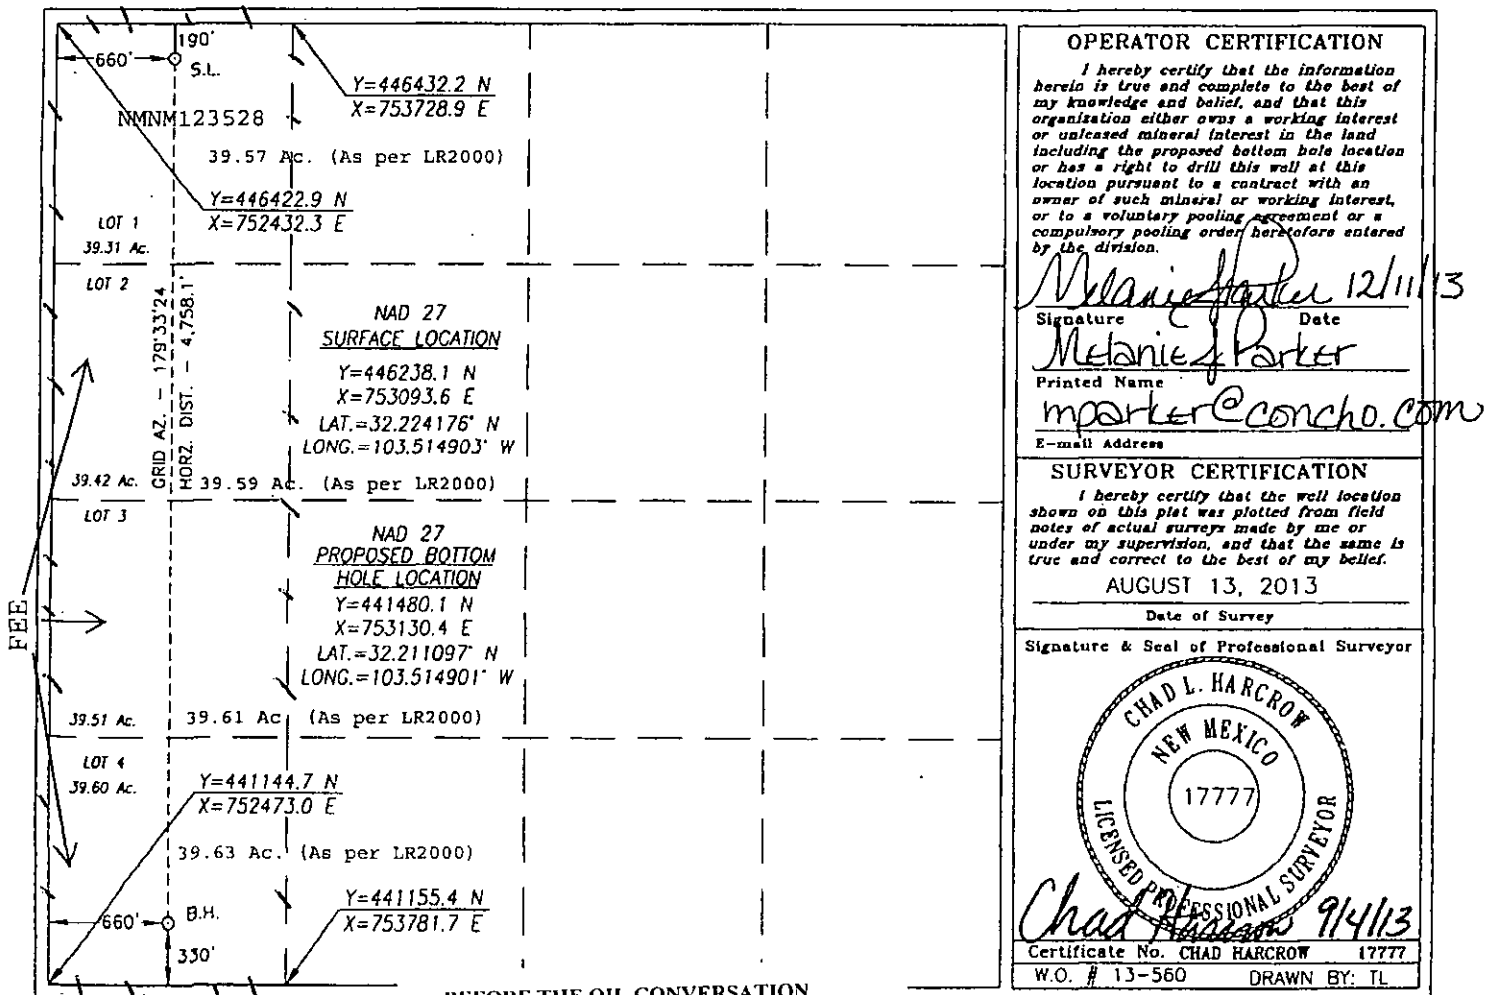 190'
660'
S.L.
Y=446432.2 N
X=753728.9 E
NMNM123528
39.57 Ac. (As per LR2000)
Y=446422.9 N
X=752432.3 E
LOT 1
39.31 Ac.
LOT 2
GRID AZ. - 179°33'24
HORZ. DIST. - 4,758.1'
NAD 27
SURFACE LOCATION
Y=446238.1 N
X=753093.6 E
LAT.=32.224176° N
LONG.=103.514903° W
39.42 Ac.
39.59 Ac. (As per LR2000)
LOT 3
NAD 27
PROPOSED BOTTOM
HOLE LOCATION
Y=441480.1 N
X=753130.4 E
LAT.=32.211097° N
LONG.=103.514901° W
FEE
39.51 Ac.
39.61 Ac (As per LR2000)
LOT 4
39.60 Ac.
Y=441144.7 N
X=752473.0 E
39.63 Ac. (As per LR2000)
Y=441155.4 N
X=753781.7 E
660'
B.H.
330'
BEFORE THE OIL CONVERSATION
OPERATOR CERTIFICATION
I hereby certify that the information
herein is true and complete to the best of
my knowledge and belief, and that this
organization either owns a working interest
or unleased mineral interest in the land
including the proposed bottom hole location
or has a right to drill this well at this
location pursuant to a contract with an
owner of such mineral or working interest,
or to a voluntary pooling agreement or a
compulsory pooling order heretofore entered
by the division.
Melanie J Parker 12/11/13
Signature Date
Melanie J Parker
Printed Name
mparker@concho.com
E-mail Address
SURVEYOR CERTIFICATION
I hereby certify that the well location
shown on this plat was plotted from field
notes of actual surveys made by me or
under my supervision, and that the same is
true and correct to the best of my belief.
AUGUST 13, 2013
Date of Survey
Signature & Seal of Professional Surveyor
CHAD L. HARCROW
NEW MEXICO
17777
LICENSED PROFESSIONAL SURVEYOR
Chad Harcrow 9/4/13
Certificate No. CHAD HARCROW 17777
W.O. # 13-560 DRAWN BY: TL